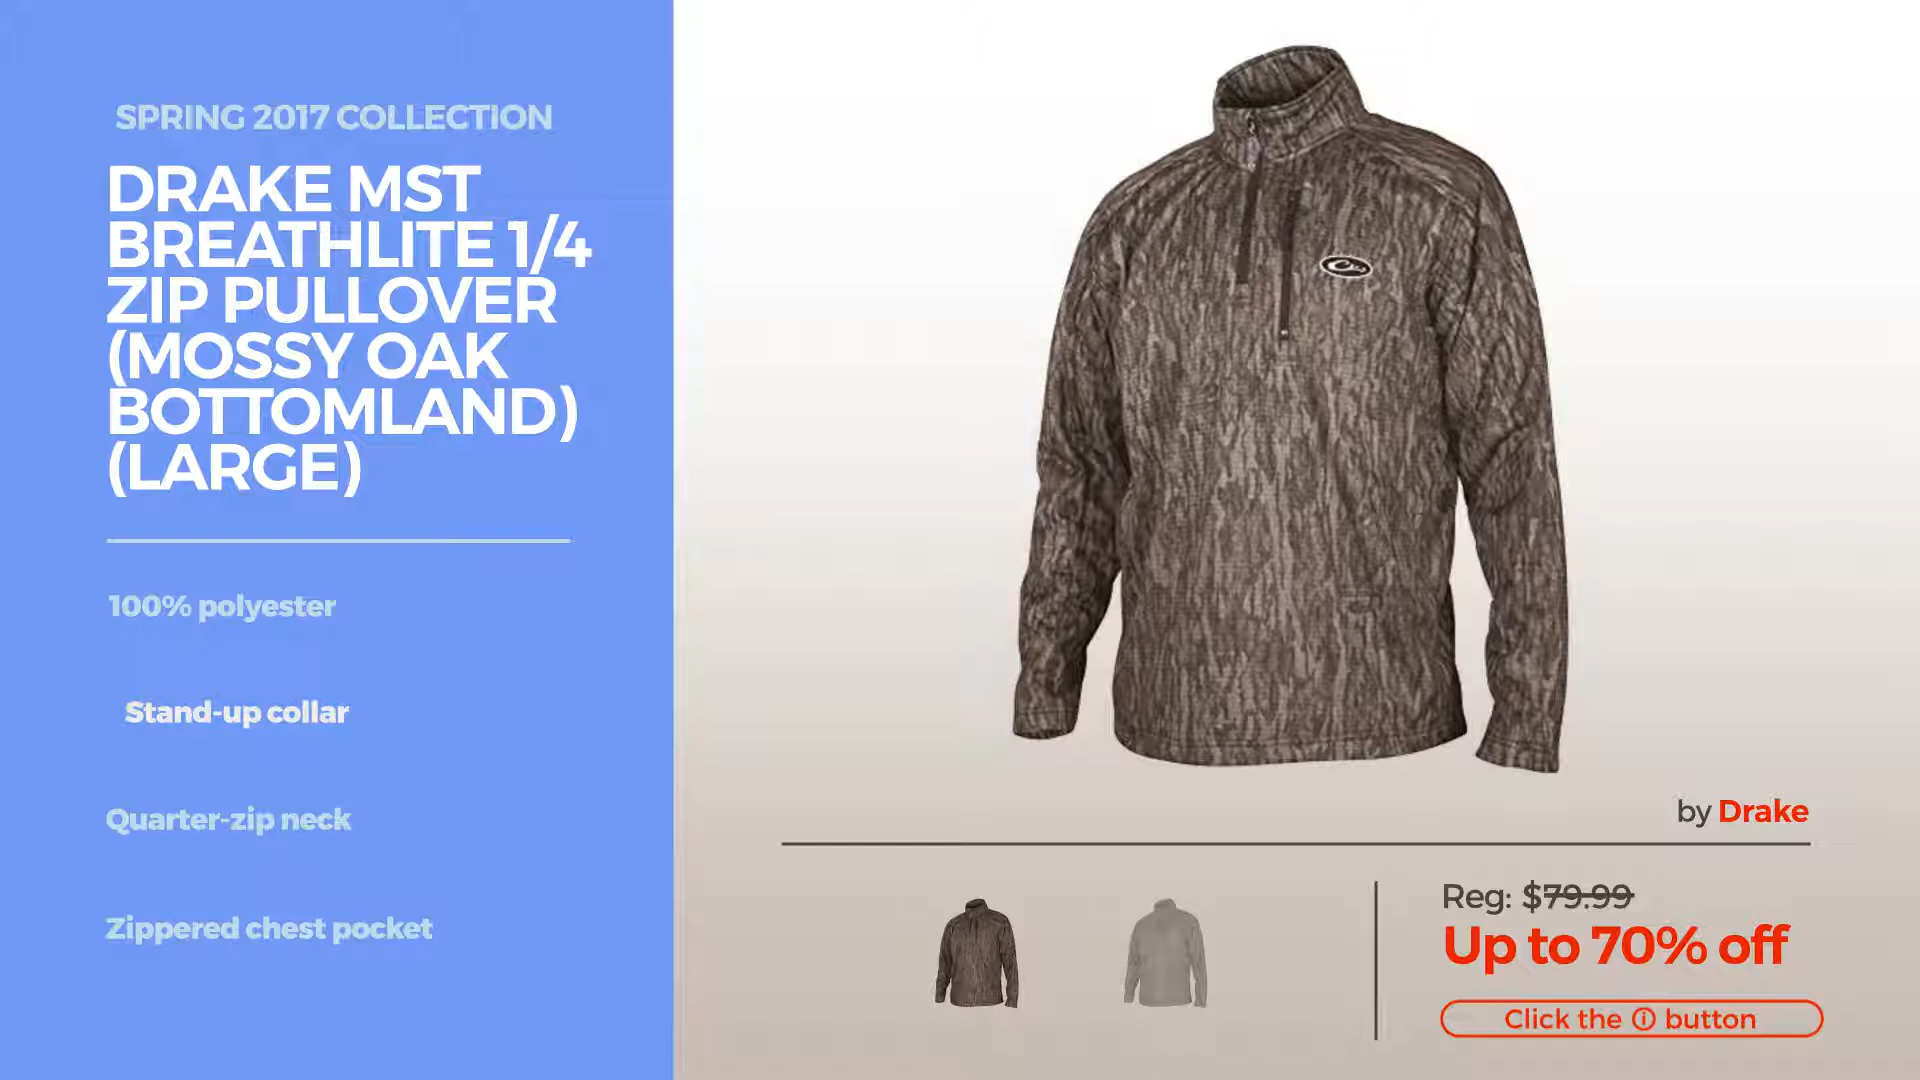 SPRING 2017 COLLECTION
DRAKE MST
BREATHLITE 1/4
ZIP PULLOVER
(MOSSY OAK
BOTTOMLAND)
(LARGE)
100% polyester
Stand-up collar
Quarter-zip neck
Zippered chest pocket
by Drake
Reg: $79.99
Up to 70% off
Click the ⓘ button